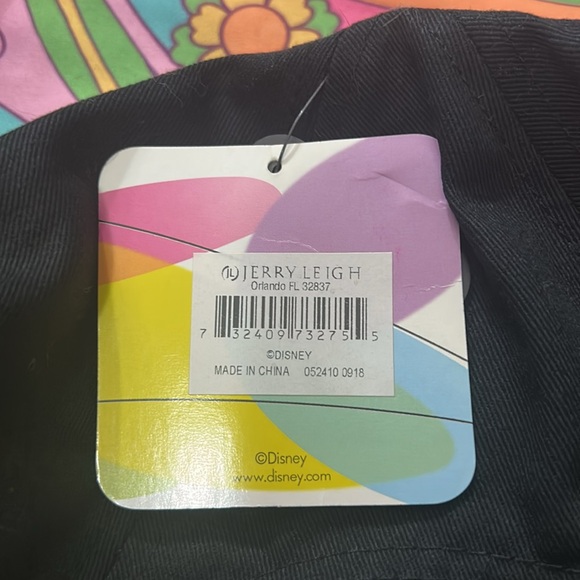 JL JERRY LEIGH
Orlando FL 32837
7 32409 73275 5
©DISNEY
MADE IN CHINA 052410 0918
©Disney
www.disney.com